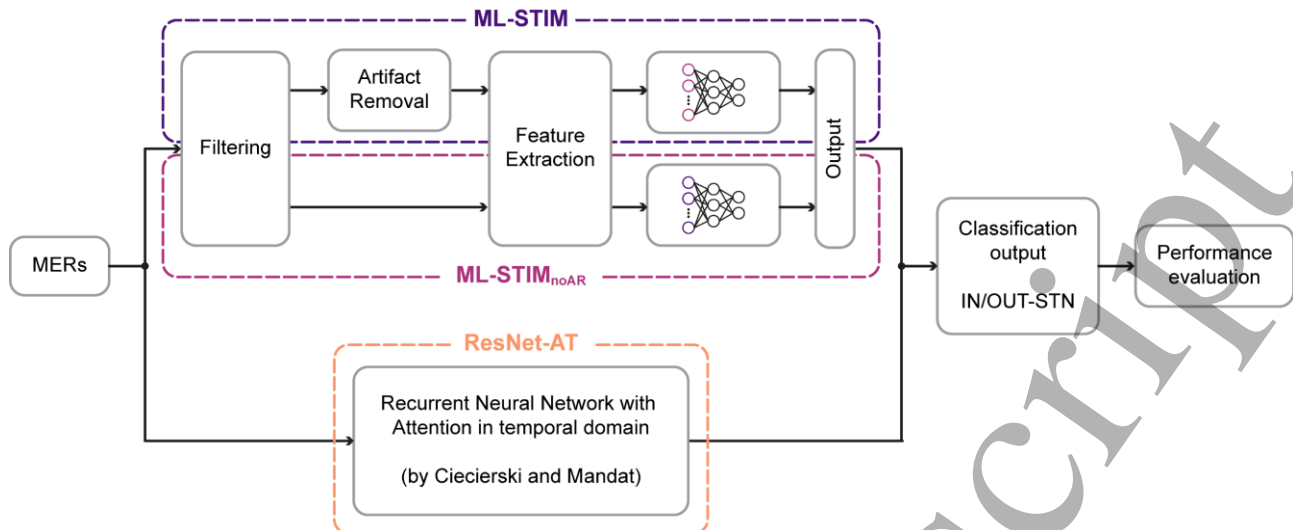 ML-STIM
Artifact
Removal
Filtering
Feature
Extraction
Output
MERs
ML-STIMnoAR
Classification
output
IN/OUT-STN
Performance
evaluation
ResNet-AT
Recurrent Neural Network with
Attention in temporal domain
(by Ciecierski and Mandat)
script